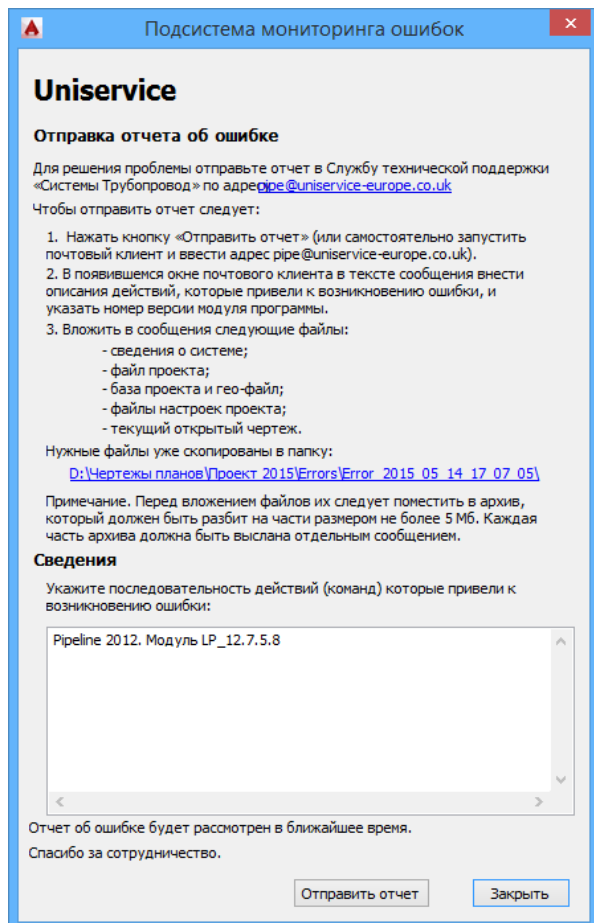 Подсистема мониторинга ошибок
Uniservice
Отправка отчета об ошибке
Для решения проблемы отправьте отчет в Службу технической поддержки
«Системы Трубопровод» по адресу pipe@uniservice-europe.co.uk
Чтобы отправить отчет следует:
1. Нажать кнопку «Отправить отчет» (или самостоятельно запустить
почтовый клиент и ввести адрес pipe@uniservice-europe.co.uk).
2. В появившемся окне почтового клиента в тексте сообщения внести
описания действий, которые привели к возникновению ошибки, и
указать номер версии модуля программы.
3. Вложить в сообщения следующие файлы:
- сведения о системе;
- файл проекта;
- база проекта и гео-файл;
- файлы настроек проекта;
- текущий открытый чертеж.
Нужные файлы уже скопированы в папку:
D:\Чертежы планов\Проект 2015\Errors\Error_2015_05_14_17_07_05\
Примечание. Перед вложением файлов их следует поместить в архив,
который должен быть разбит на части размером не более 5 Мб. Каждая
часть архива должна быть выслана отдельным сообщением.
Сведения
Укажите последовательность действий (команд) которые привели к
возникновению ошибки:
Pipeline 2012. Модуль LP_12.7.5.8
Отчет об ошибке будет рассмотрен в ближайшее время.
Спасибо за сотрудничество.
Отправить отчет
Закрыть